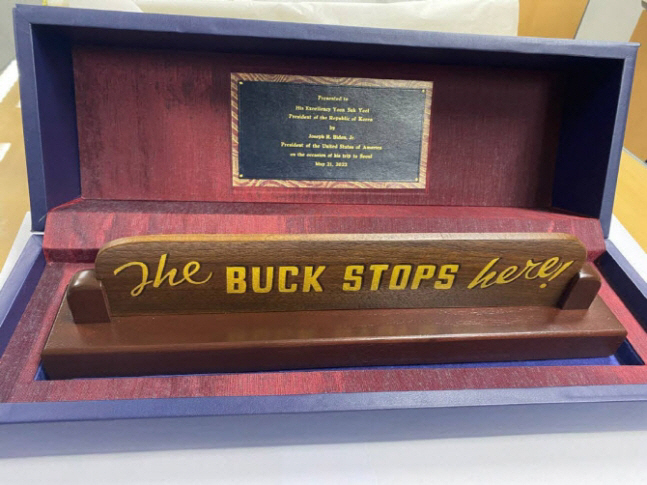 Presented to
His Excellency Yoon Suk Yeol
President of the Republic of Korea
by
Joseph R. Biden, Jr.
President of the United States of America
on the occasion of his trip to Seoul
May 21, 2022
The BUCK STOPS here!